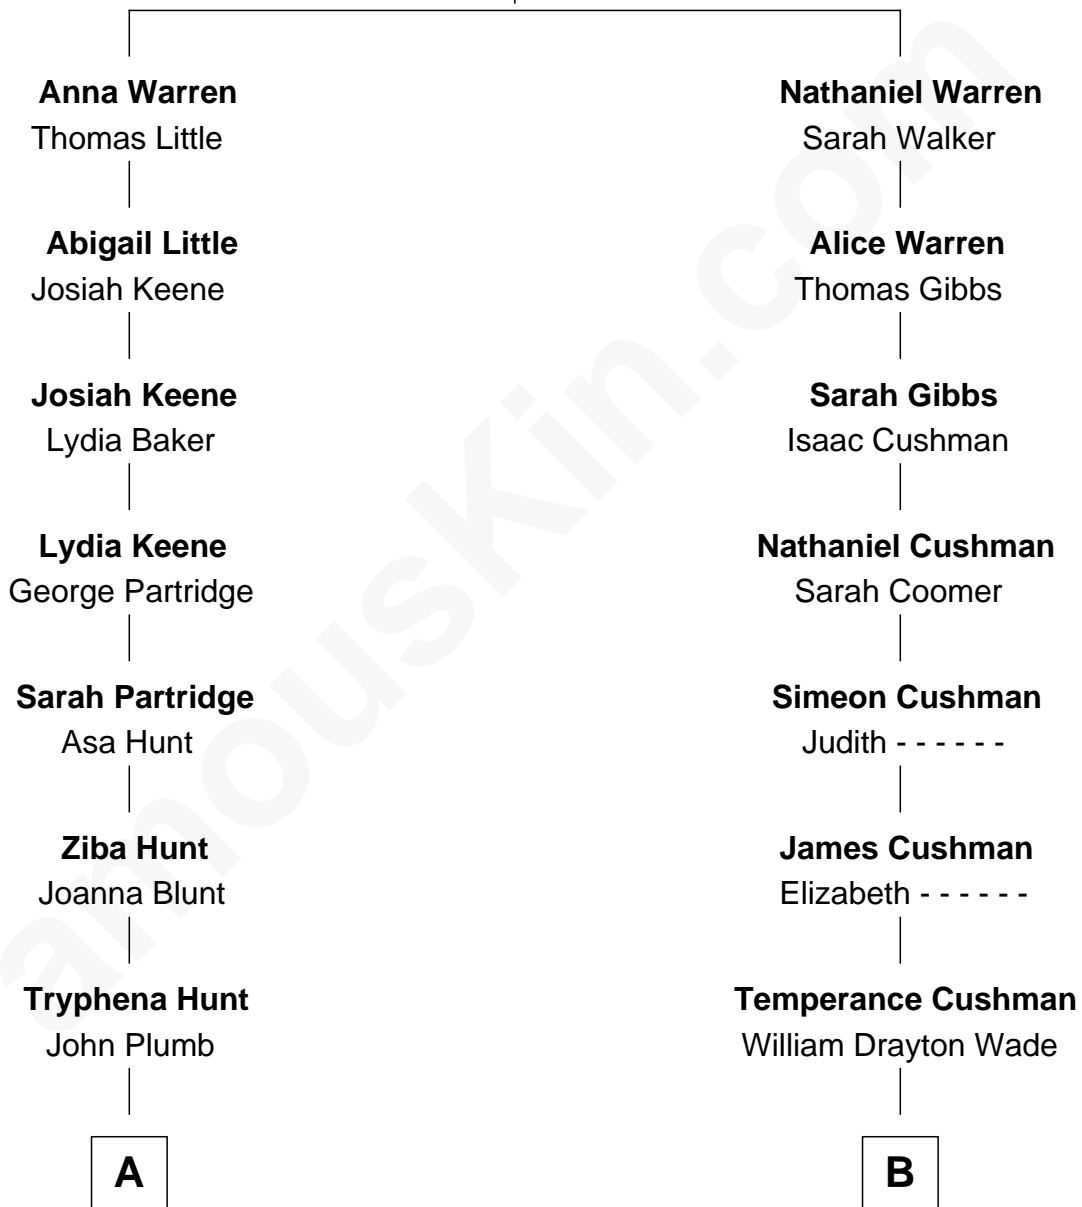 Anna Warren
Thomas Little
Nathaniel Warren
Sarah Walker
Abigail Little
Josiah Keene
Alice Warren
Thomas Gibbs
Josiah Keene
Lydia Baker
Sarah Gibbs
Isaac Cushman
Lydia Keene
George Partridge
Nathaniel Cushman
Sarah Coomer
Sarah Partridge
Asa Hunt
Simeon Cushman
Judith - - - - - -
Ziba Hunt
Joanna Blunt
James Cushman
Elizabeth - - - - - -
Tryphena Hunt
John Plumb
Temperance Cushman
William Drayton Wade
A
B
amousKin.com